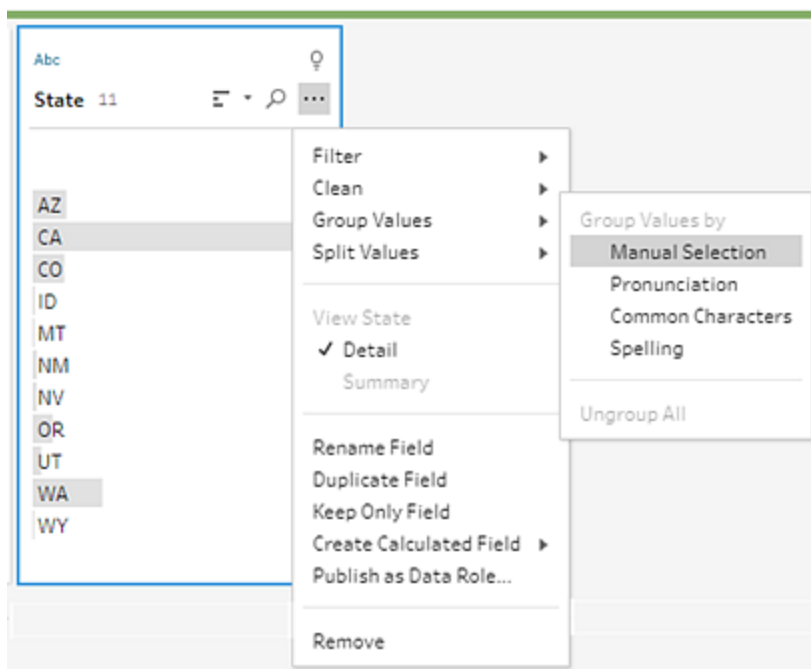 Abc
State 11
AZ
CA
CO
ID
MT
NM
NV
OR
UT
WA
WY
Filter
Clean
Group Values
Split Values
View State
✓ Detail
Summary
Rename Field
Duplicate Field
Keep Only Field
Create Calculated Field
Publish as Data Role...
Remove
Group Values by
Manual Selection
Pronunciation
Common Characters
Spelling
Ungroup All